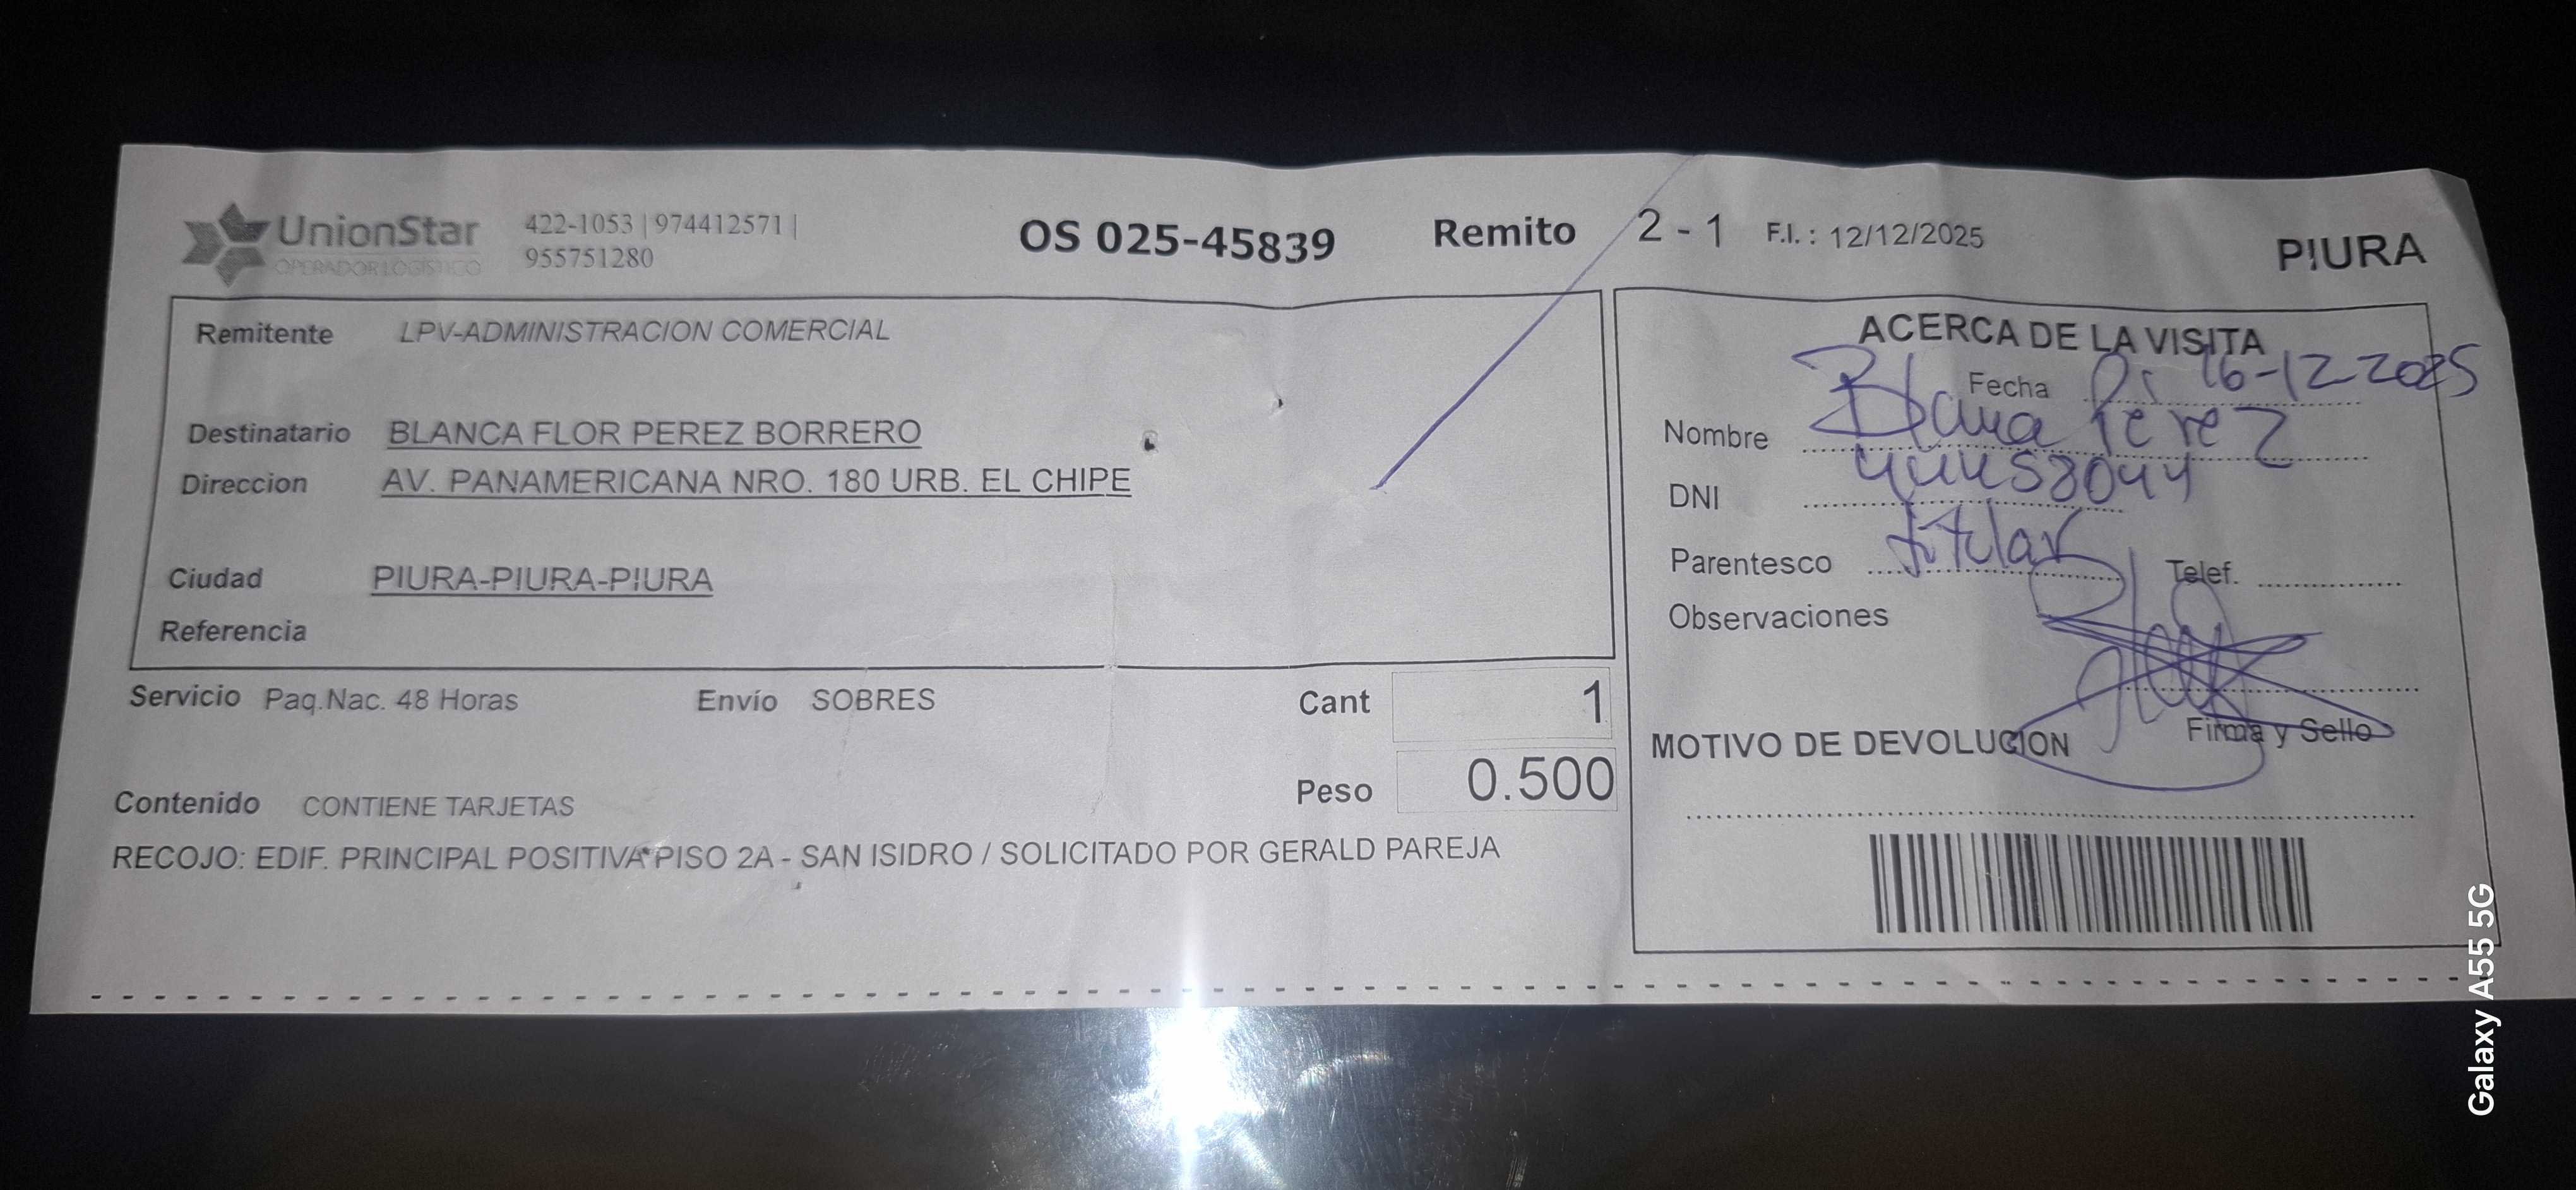 UnionStar
OPERADOR LOGISTICO
422-1053 | 974412571 |
955751280
OS 025-45839 Remito 2 - 1 F.I. : 12/12/2025
PIURA
Remitente LPV-ADMINISTRACION COMERCIAL
Destinatario BLANCA FLOR PEREZ BORRERO
Direccion AV. PANAMERICANA NRO. 180 URB. EL CHIPE
Ciudad PIURA-PIURA-PIURA
Referencia
Servicio Paq.Nac. 48 Horas Envío SOBRES Cant 1
Peso 0.500
Contenido CONTIENE TARJETAS
RECOJO: EDIF. PRINCIPAL POSITIVA*PISO 2A - SAN ISIDRO / SOLICITADO POR GERALD PAREJA
ACERCA DE LA VISITA
Fecha 16-12-2025
Nombre Blanca Perez
DNI
Parentesco titular Telef.
Observaciones
Firma y Sello
MOTIVO DE DEVOLUCION
Galaxy A55 5G